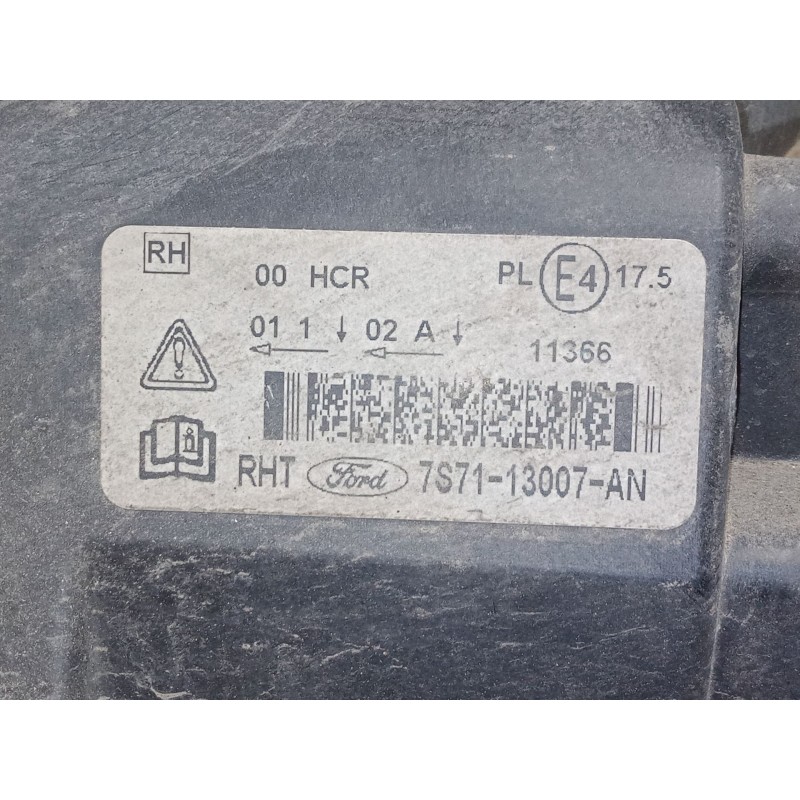 RH 00 HCR PL E4 17.5
01 1 ↓ 02 A ↓ 11366
RHT Ford 7S71-13007-AN